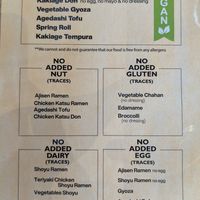 Kakiage Don no egg, no mayo & no dressing
Vegetable Gyoza
Agedashi Tofu
Spring Roll
Kakiage Tempura
VEGAN
**We cannot and do not guarantee that our food is free from any allergens
NO
ADDED
NUT
(TRACES)
Ajisen Ramen
Chicken Katsu Ramen
Agedashi Tofu
Chicken Katsu Don
NO
ADDED
GLUTEN
(TRACES)
Vegetable Chahan
(no dressing)
Edamame
Broccoli
(no dressing)
NO
ADDED
DAIRY
(TRACES)
Shoyu Ramen
Teriyaki Chicken
Shoyu Ramen
Vegetables Shoyu
NO
ADDED
EGG
(TRACES)
Ajisen Ramen no egg
Shoyu Ramen no egg
Gyoza